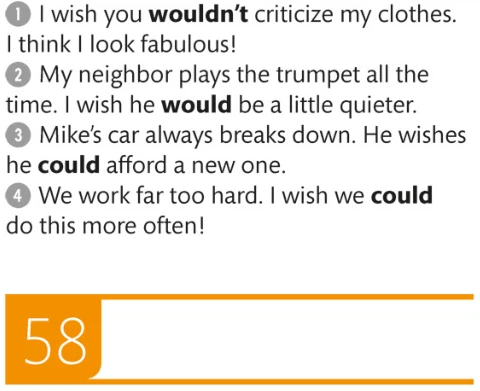 1 I wish you wouldn't criticize my clothes.
I think I look fabulous!
2 My neighbor plays the trumpet all the
time. I wish he would be a little quieter.
3 Mike's car always breaks down. He wishes
he could afford a new one.
4 We work far too hard. I wish we could
do this more often!
58